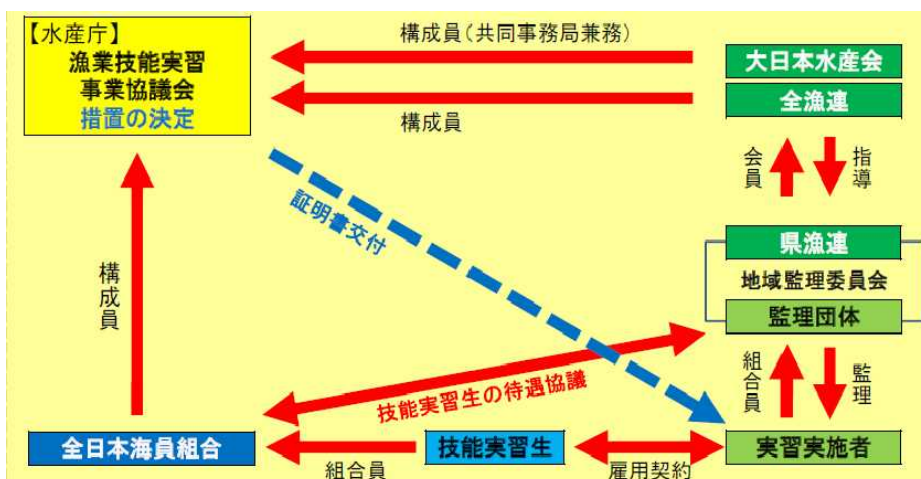 【水産庁】
漁業技能実習
事業協議会
措置の決定
構成員（共同事務局兼務）
大日本水産会
全漁連
構成員
会員
指導
証明書交付
県漁連
地域監理委員会
監理団体
構成員
技能実習生の待遇協議
組合員
監理
全日本海員組合
組合員
技能実習生
雇用契約
実習実施者